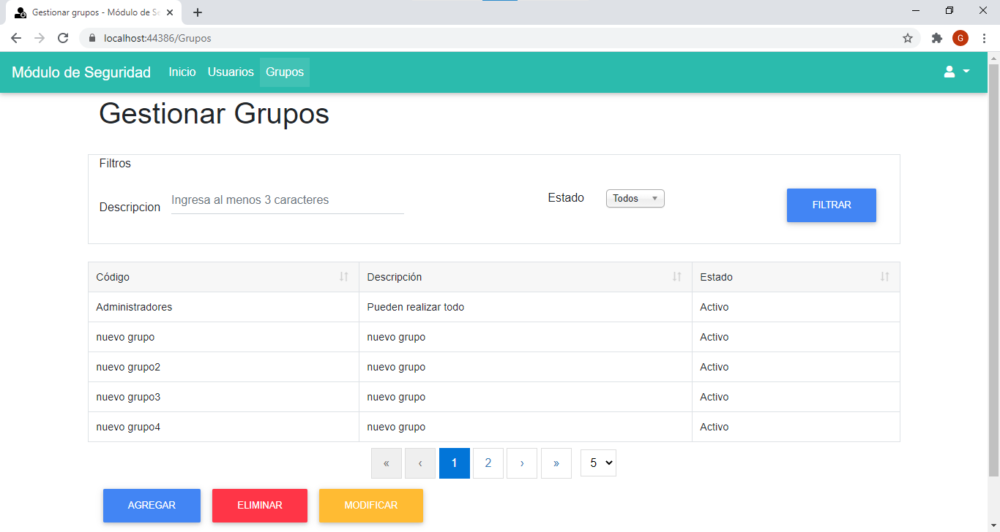 Gestionar grupos - Módulo de Se
localhost:44386/Grupos
G
Módulo de Seguridad Inicio Usuarios Grupos
Gestionar Grupos
Filtros
Descripcion Ingresa al menos 3 caracteres Estado Todos FILTRAR
Código Descripción Estado
Administradores Pueden realizar todo Activo
nuevo grupo nuevo grupo Activo
nuevo grupo2 nuevo grupo Activo
nuevo grupo3 nuevo grupo Activo
nuevo grupo4 nuevo grupo Activo
« ‹ 1 2 › » 5
AGREGAR ELIMINAR MODIFICAR